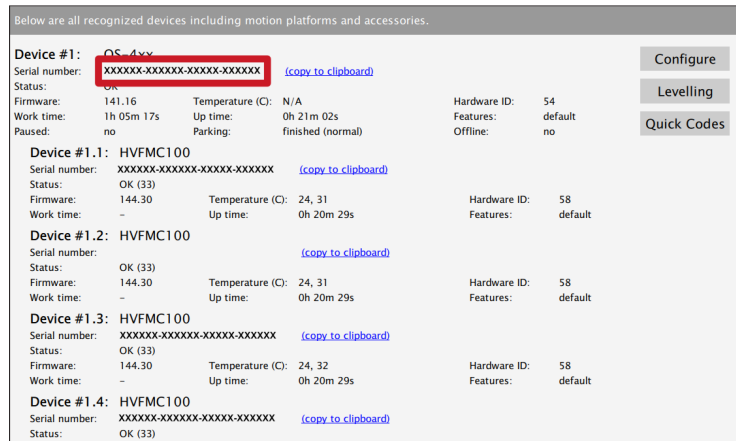 Below are all recognized devices including motion platforms and accessories.
Device #1: QS-4xx
Serial number: XXXXXX-XXXXXX-XXXXX-XXXXXX (copy to clipboard)
Status: OK
Firmware: 141.16 Temperature (C): N/A Hardware ID: 54
Work time: 1h 05m 17s Up time: 0h 21m 02s Features: default
Paused: no Parking: finished (normal) Offline: no
Configure
Levelling
Quick Codes
Device #1.1: HVFMC100
Serial number: XXXXXX-XXXXXX-XXXXX-XXXXXX (copy to clipboard)
Status: OK (33)
Firmware: 144.30 Temperature (C): 24, 31 Hardware ID: 58
Work time: – Up time: 0h 20m 29s Features: default
Device #1.2: HVFMC100
Serial number: (copy to clipboard)
Status: OK (33)
Firmware: 144.30 Temperature (C): 24, 31 Hardware ID: 58
Work time: – Up time: 0h 20m 29s Features: default
Device #1.3: HVFMC100
Serial number: XXXXXX-XXXXXX-XXXXX-XXXXXX (copy to clipboard)
Status: OK (33)
Firmware: 144.30 Temperature (C): 24, 32 Hardware ID: 58
Work time: – Up time: 0h 20m 29s Features: default
Device #1.4: HVFMC100
Serial number: XXXXXX-XXXXXX-XXXX-XXXXXX (copy to clipboard)
Status: OK (33)